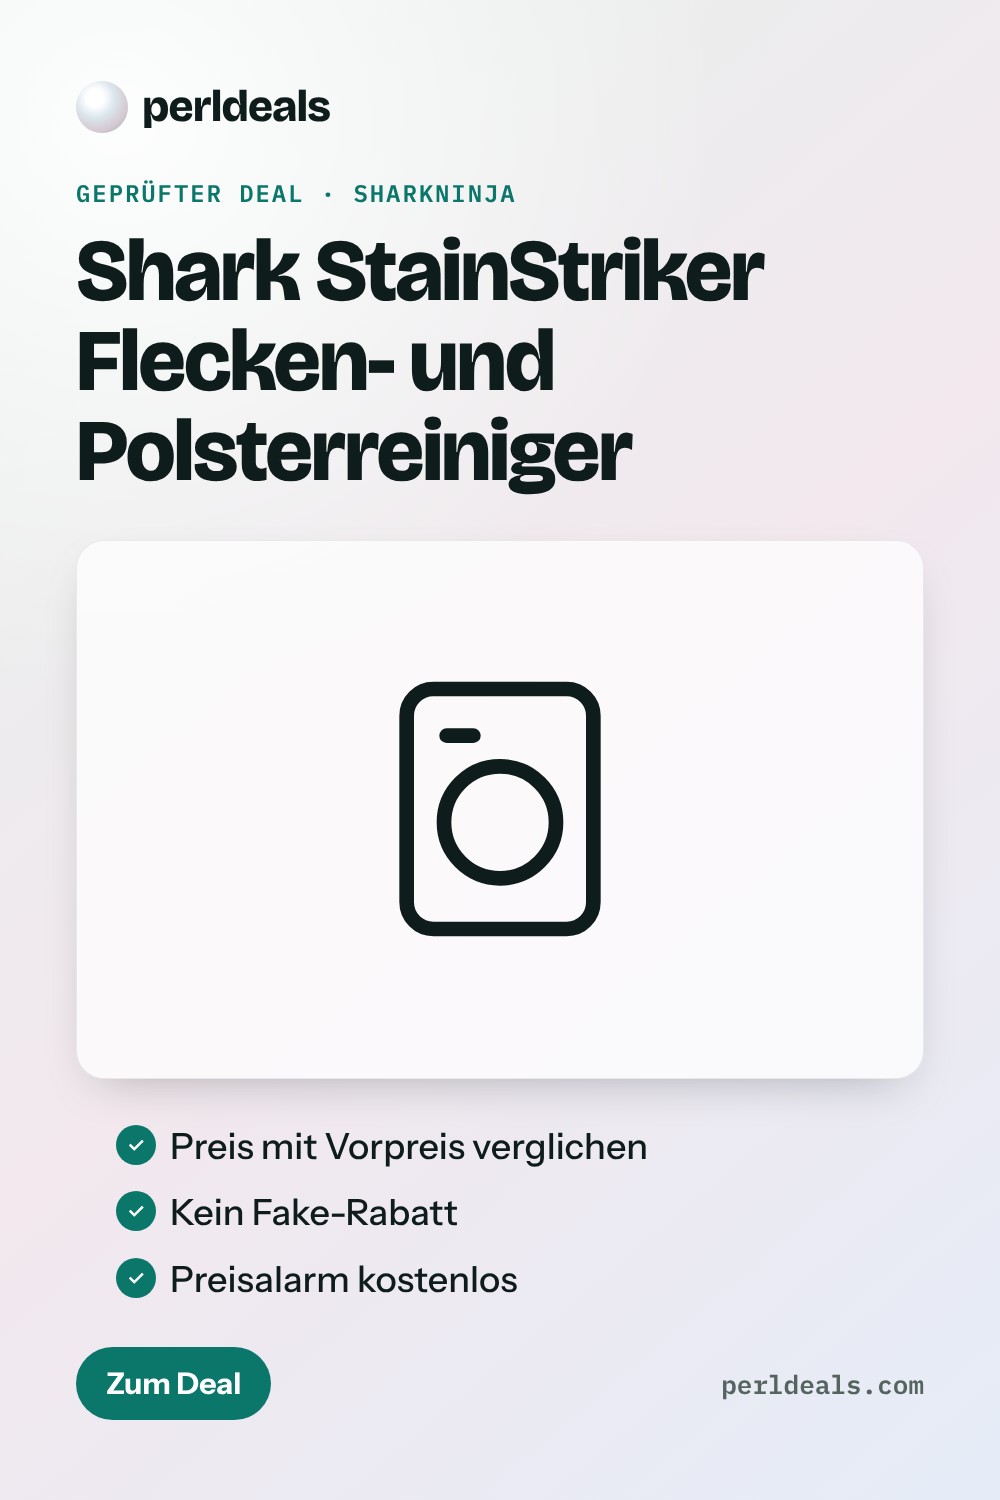 perldeals
GEPRÜFTER DEAL · SHARKNINJA
Shark StainStriker
Flecken- und
Polsterreiniger
Preis mit Vorpreis verglichen
Kein Fake-Rabatt
Preisalarm kostenlos
Zum Deal
perldeals.com